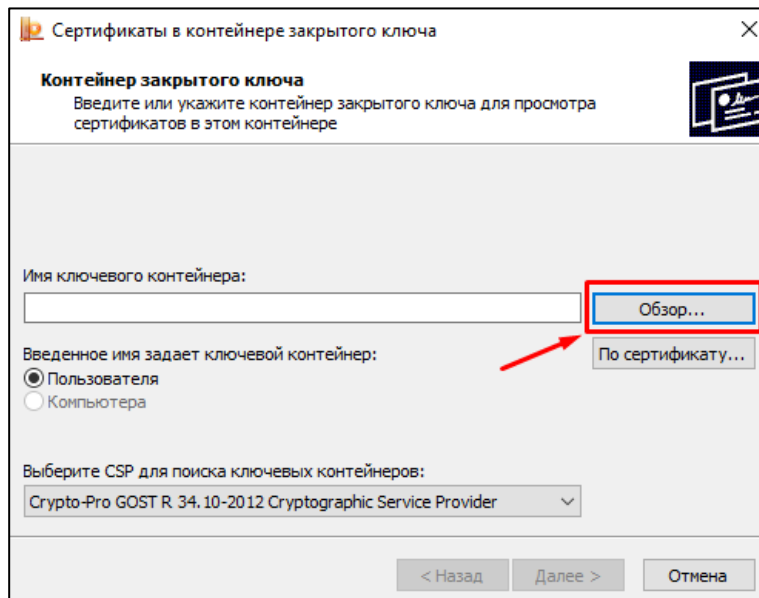 Сертификаты в контейнере закрытого ключа
Контейнер закрытого ключа
Введите или укажите контейнер закрытого ключа для просмотра
сертификатов в этом контейнере
Имя ключевого контейнера:
Обзор...
Введенное имя задает ключевой контейнер:
По сертификату...
Пользователя
Компьютера
Выберите CSP для поиска ключевых контейнеров:
Crypto-Pro GOST R 34.10-2012 Cryptographic Service Provider
< Назад Далее > Отмена